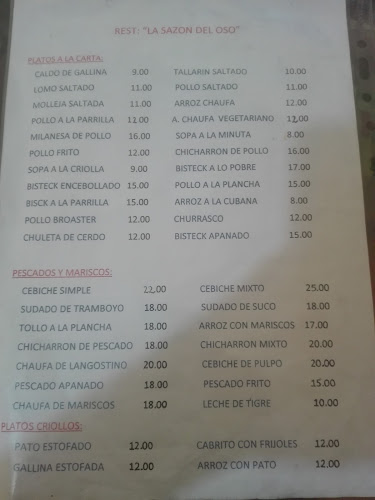 REST: "LA SAZON DEL OSO"
PLATOS A LA CARTA:
CALDO DE GALLINA 9.00 TALLARIN SALTADO 10.00
LOMO SALTADO 11.00 POLLO SALTADO 11.00
MOLLEJA SALTADA 11.00 ARROZ CHAUFA 12.00
POLLO A LA PARRILLA 12.00 A. CHAUFA VEGETARIANO 12.00
MILANESA DE POLLO 16.00 SOPA A LA MINUTA 8.00
POLLO FRITO 12.00 CHICHARRON DE POLLO 16.00
SOPA A LA CRIOLLA 9.00 BISTECK A LO POBRE 17.00
BISTECK ENCEBOLLADO 15.00 POLLO A LA PLANCHA 15.00
BISCK A LA PARRILLA 15.00 ARROZ A LA CUBANA 8.00
POLLO BROASTER 12.00 CHURRASCO 12.00
CHULETA DE CERDO 12.00 BISTECK APANADO 15.00
PESCADOS Y MARISCOS:
CEBICHE SIMPLE 22.00 CEBICHE MIXTO 25.00
SUDADO DE TRAMBOYO 18.00 SUDADO DE SUCO 18.00
TOLLO A LA PLANCHA 18.00 ARROZ CON MARISCOS 17.00
CHICHARRON DE PESCADO 18.00 CHICHARRON MIXTO 20.00
CHAUFA DE LANGOSTINO 20.00 CEBICHE DE PULPO 20.00
PESCADO APANADO 18.00 PESCADO FRITO 15.00
CHAUFA DE MARISCOS 18.00 LECHE DE TIGRE 10.00
PLATOS CRIOLLOS:
PATO ESTOFADO 12.00 CABRITO CON FRIJOLES 12.00
GALLINA ESTOFADA 12.00 ARROZ CON PATO 12.00